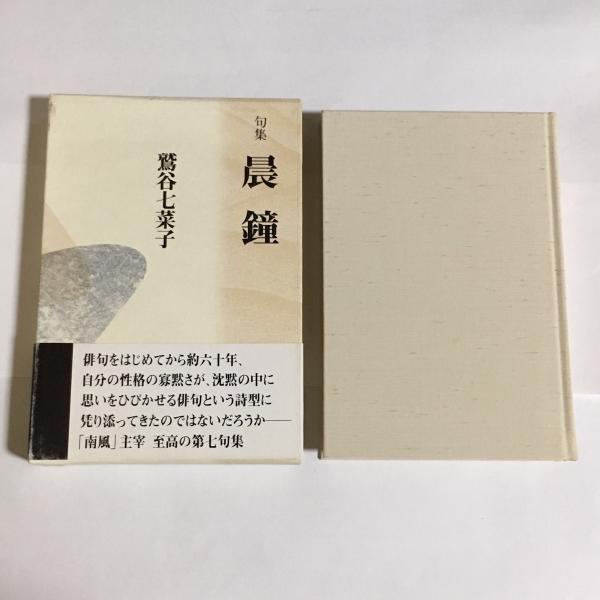 句集
晨鐘
鷲谷七菜子
俳句をはじめてから約六十年、
自分の性格の寡黙さが、沈黙の中に
思いをひびかせる俳句という詩型に
凭り添ってきたのではないだろうか――
「南風」主宰 至高の第七句集